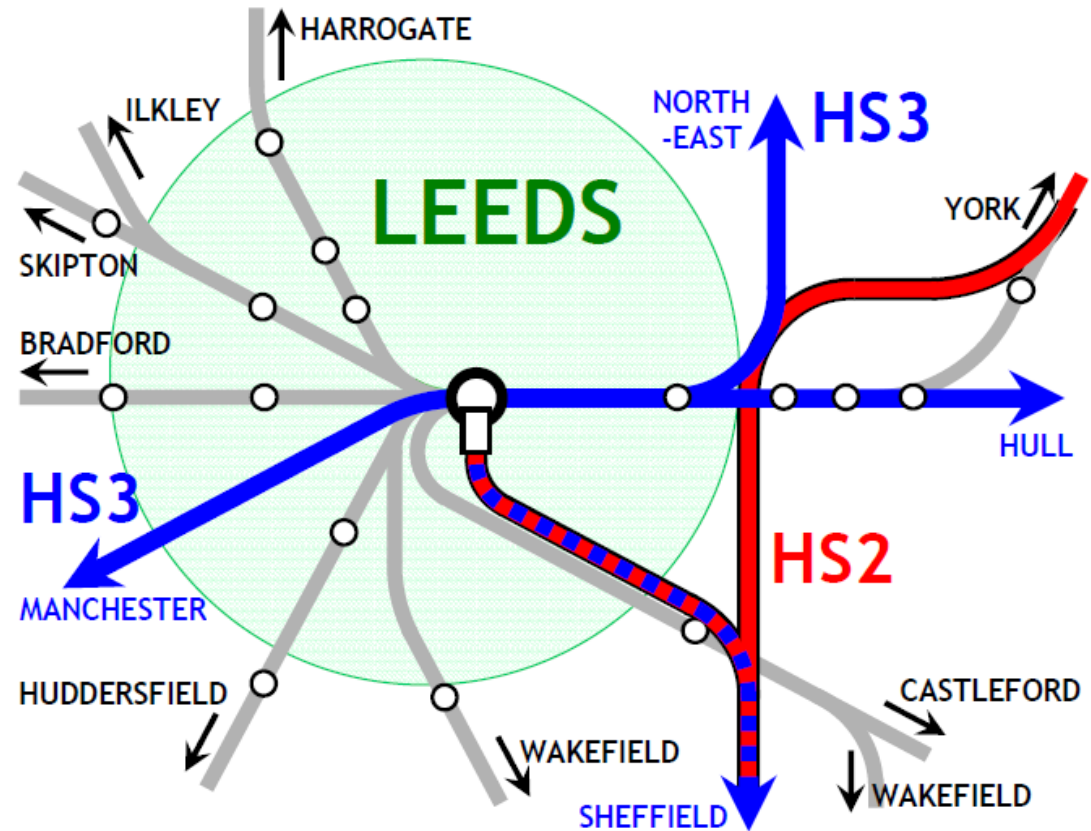 HARROGATE
ILKLEY
NORTH
-EAST
HS3
LEEDS
YORK
SKIPTON
BRADFORD
HULL
HS3
HS2
MANCHESTER
HUDDERSFIELD
CASTLEFORD
WAKEFIELD
WAKEFIELD
SHEFFIELD